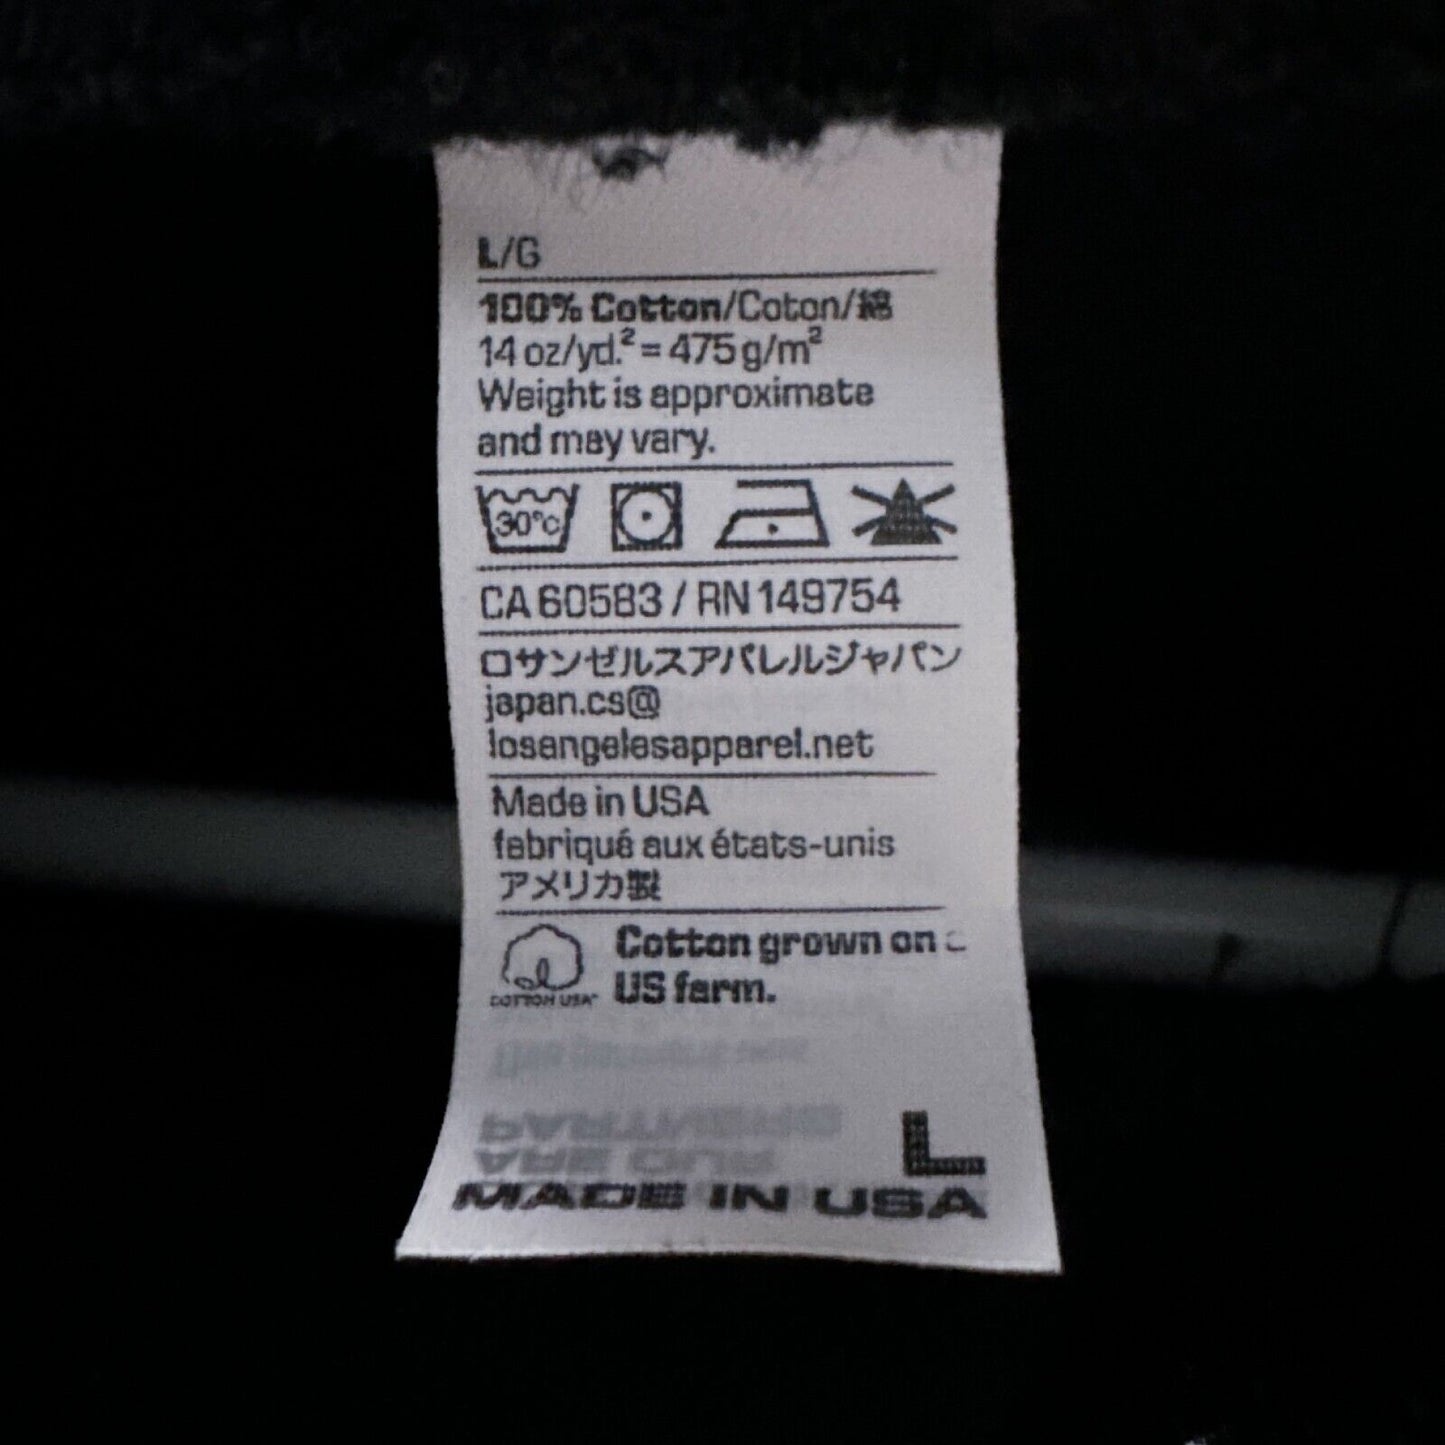 L/G
100% Cotton/Coton/綿
14 oz/yd.² = 475 g/m²
Weight is approximate
and may vary.
30°c
CA 60583 / RN 149754
ロサンゼルスアパレルジャパン
japan.cs@
losangelesapparel.net
Made in USA
fabriqué aux états-unis
アメリカ製
Cotton grown on a
US farm.
COTTON USA™
L
MADE IN USA